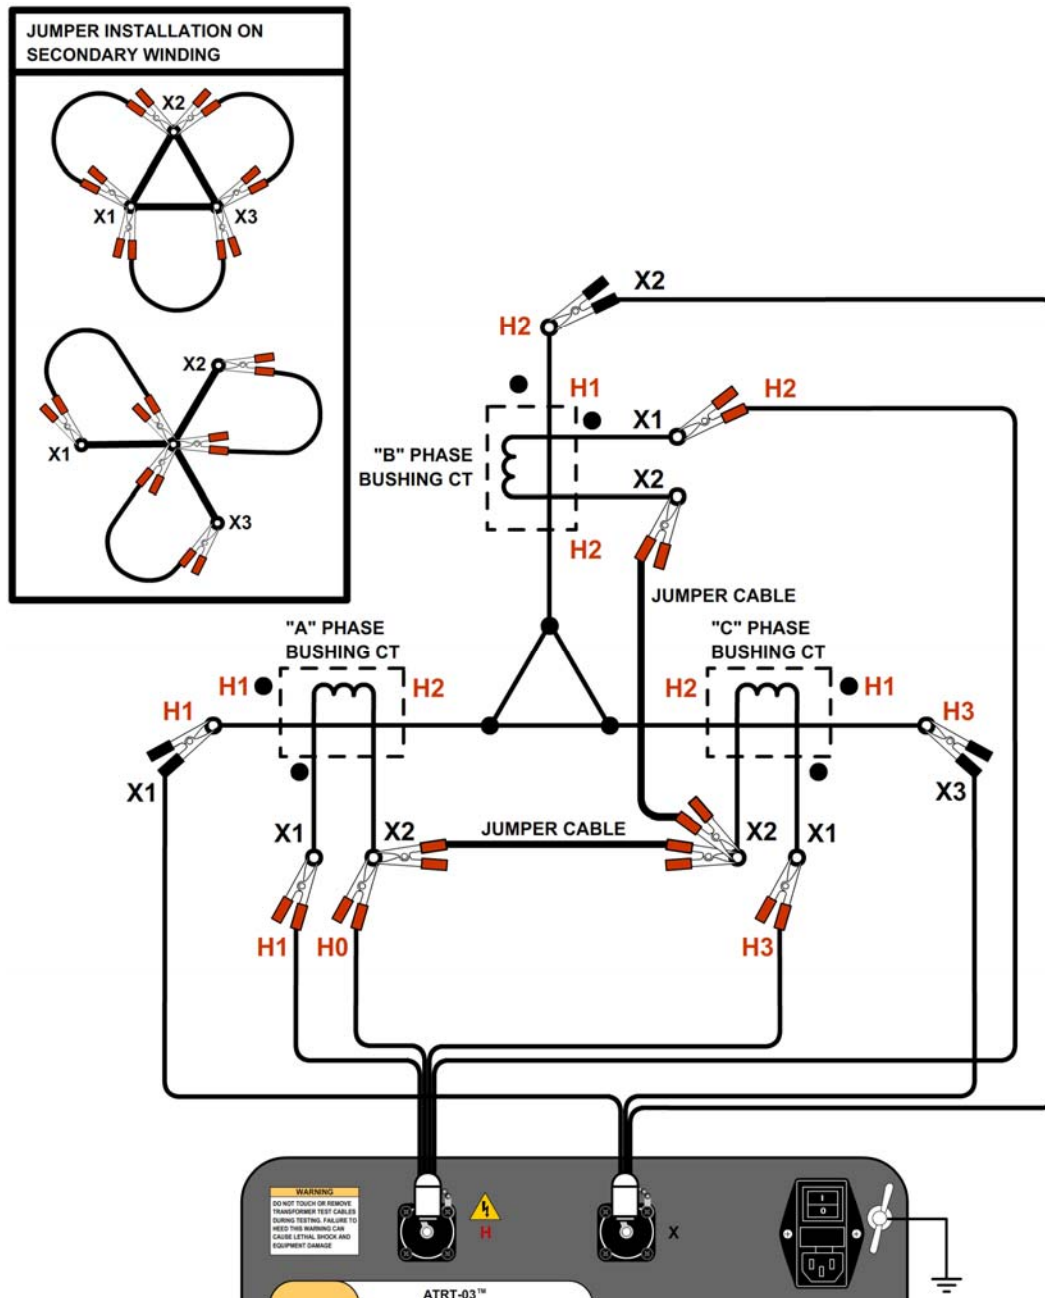 JUMPER INSTALLATION ON
SECONDARY WINDING
X2
X1
X3
X2
X1
X3
X2
H2
H1
H2
X1
"B" PHASE
BUSHING CT
X2
H2
JUMPER CABLE
"A" PHASE
BUSHING CT
"C" PHASE
BUSHING CT
H1
H2
H2
H1
H1
H3
X1
X3
X1
X2
JUMPER CABLE
X2
X1
H1
H0
H3
WARNING
DO NOT TOUCH OR REMOVE
TRANSFORMER TEST CABLES
DURING TESTING. FAILURE TO
HEED THIS WARNING CAN
CAUSE LETHAL SHOCK AND
EQUIPMENT DAMAGE
H
X
I
0
ATRT-03™